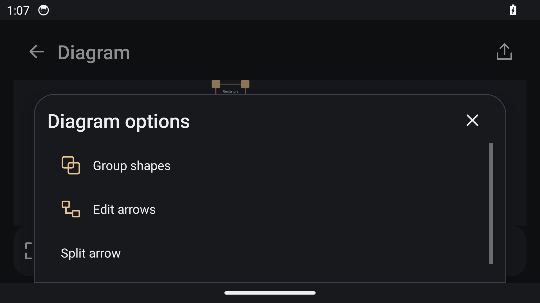 1:07
Diagram
Diagram options
Group shapes
Edit arrows
Split arrow